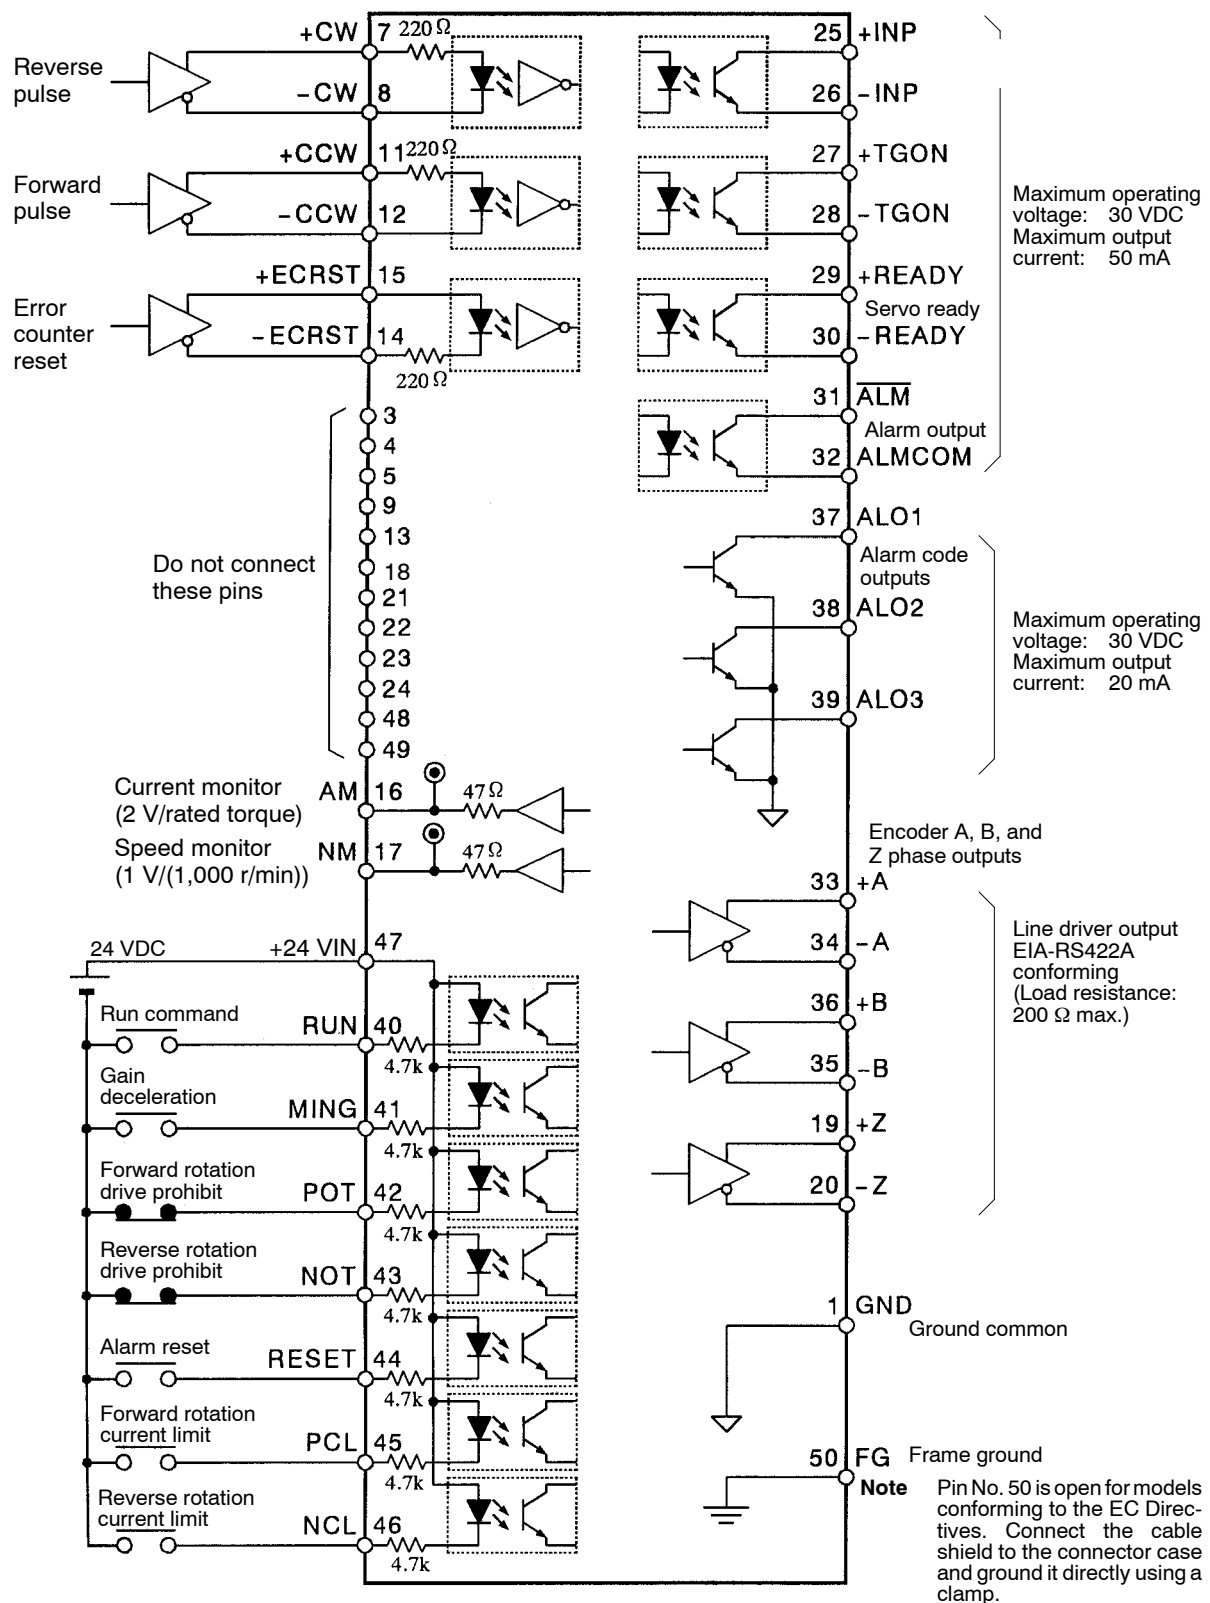 +CW 7 220 Ω
Reverse
pulse
-CW 8
+CCW 11 220 Ω
Forward
pulse
-CCW 12
+ECRST 15
Error
counter
reset
-ECRST 14
220 Ω
3
4
5
9
13
18
21
22
23
24
48
49
Do not connect
these pins
Current monitor
(2 V/rated torque)
AM 16 47 Ω
Speed monitor
(1 V/(1,000 r/min))
NM 17 47 Ω
24 VDC
+24 VIN 47
Run command
RUN 40
4.7k
Gain
deceleration
MING 41
4.7k
Forward rotation
drive prohibit
POT 42
4.7k
Reverse rotation
drive prohibit
NOT 43
4.7k
Alarm reset
RESET 44
4.7k
Forward rotation
current limit
PCL 45
4.7k
Reverse rotation
current limit
NCL 46
4.7k
25 +INP
26 -INP
27 +TGON
28 -TGON
29 +READY
Servo ready
30 -READY
31 ALM
Alarm output
32 ALMCOM
Maximum operating
voltage: 30 VDC
Maximum output
current: 50 mA
37 ALO1
Alarm code
outputs
38 ALO2
39 ALO3
Maximum operating
voltage: 30 VDC
Maximum output
current: 20 mA
Encoder A, B, and
Z phase outputs
33 +A
34 -A
36 +B
35 -B
19 +Z
20 -Z
Line driver output
EIA-RS422A
conforming
(Load resistance:
200 Ω max.)
1 GND
Ground common
50 FG Frame ground
Note Pin No. 50 is open for models
conforming to the EC Direc-
tives. Connect the cable
shield to the connector case
and ground it directly using a
clamp.